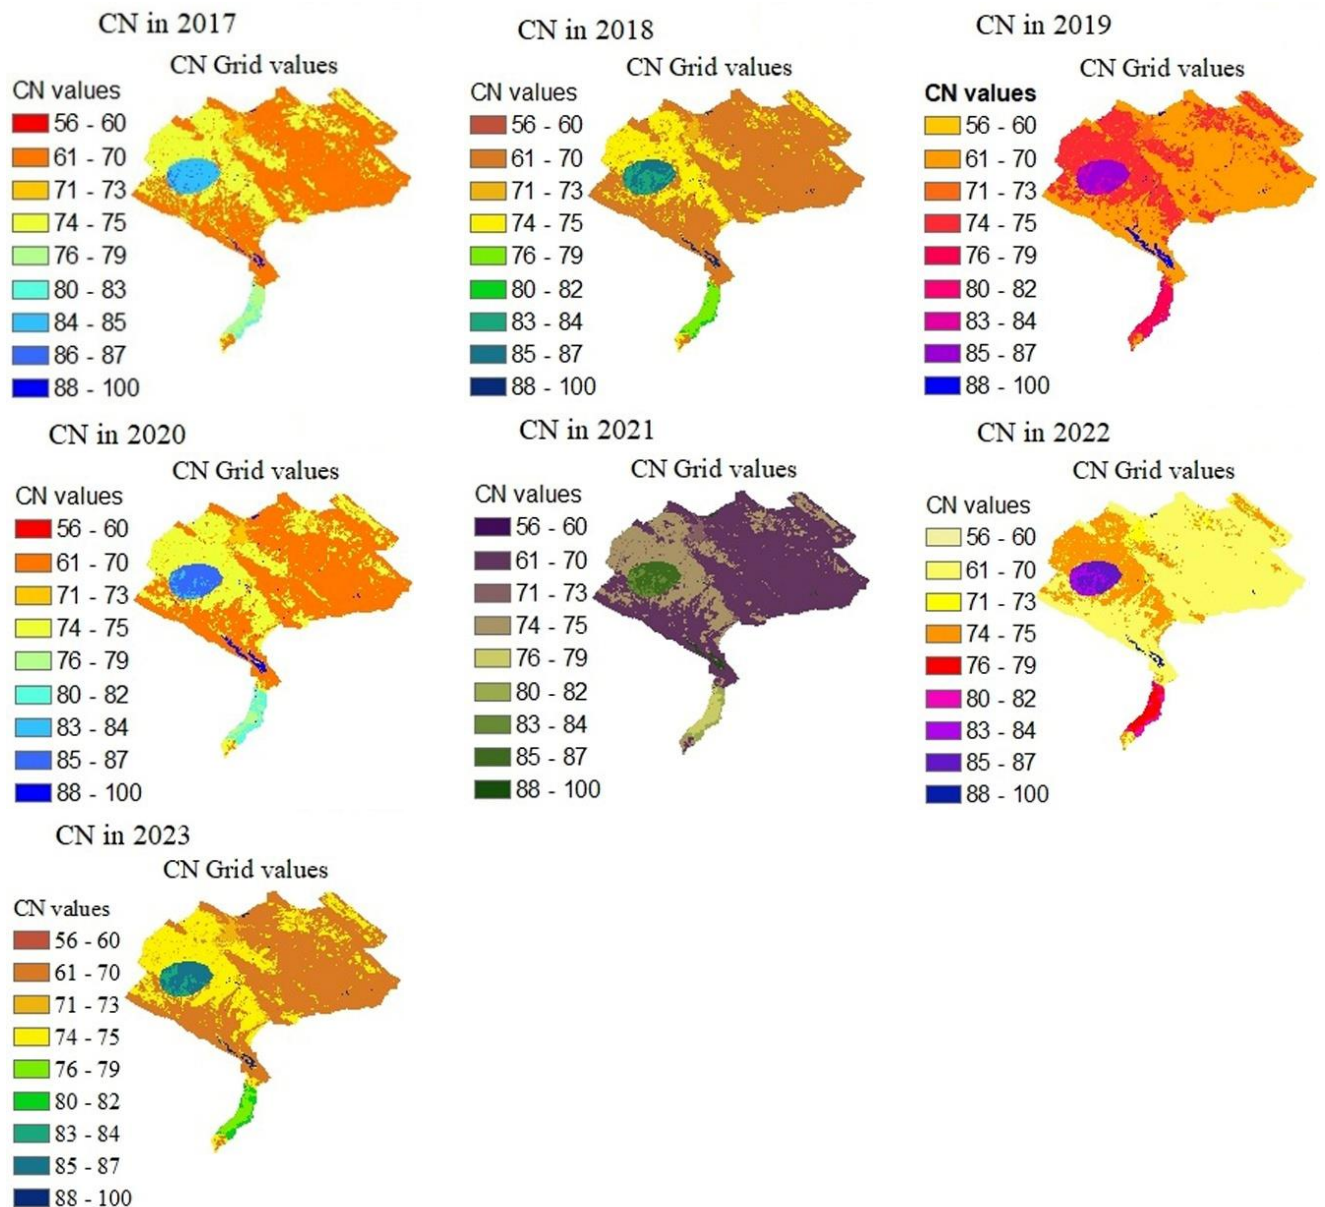 CN in 2017
CN Grid values
CN values
56 - 60
61 - 70
71 - 73
74 - 75
76 - 79
80 - 83
84 - 85
86 - 87
88 - 100
CN in 2018
CN Grid values
CN values
56 - 60
61 - 70
71 - 73
74 - 75
76 - 79
80 - 82
83 - 84
85 - 87
88 - 100
CN in 2019
CN Grid values
CN values
56 - 60
61 - 70
71 - 73
74 - 75
76 - 79
80 - 82
83 - 84
85 - 87
88 - 100
CN in 2020
CN Grid values
CN values
56 - 60
61 - 70
71 - 73
74 - 75
76 - 79
80 - 82
83 - 84
85 - 87
88 - 100
CN in 2021
CN Grid values
CN values
56 - 60
61 - 70
71 - 73
74 - 75
76 - 79
80 - 82
83 - 84
85 - 87
88 - 100
CN in 2022
CN Grid values
CN values
56 - 60
61 - 70
71 - 73
74 - 75
76 - 79
80 - 82
83 - 84
85 - 87
88 - 100
CN in 2023
CN Grid values
CN values
56 - 60
61 - 70
71 - 73
74 - 75
76 - 79
80 - 82
83 - 84
85 - 87
88 - 100